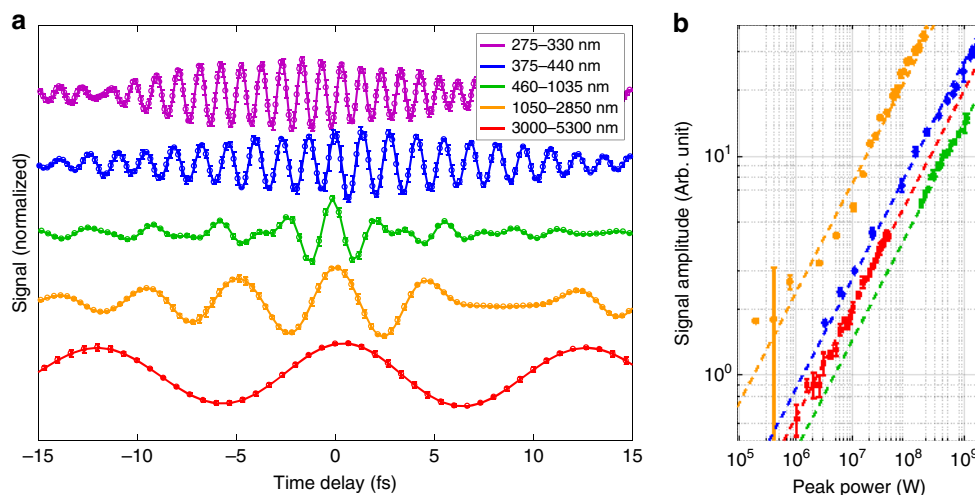 a
275–330 nm
375–440 nm
460–1035 nm
1050–2850 nm
3000–5300 nm
Signal (normalized)
–15 –10 –5 0 5 10 15
Time delay (fs)
b
Signal amplitude (Arb. unit)
10¹
10⁰
10⁵ 10⁶ 10⁷ 10⁸ 10⁹
Peak power (W)